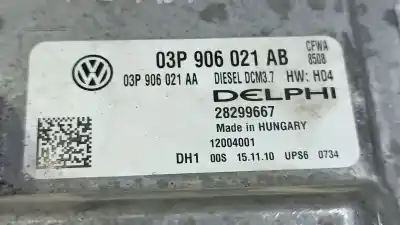 03P 906 021 AB CFWA
8508
03P 906 021 AA DIESEL DCM3.7 HW: H04
DELPHI
28299667
Made in HUNGARY
12004001
DH1 00S 15.11.10 UPS6 0734